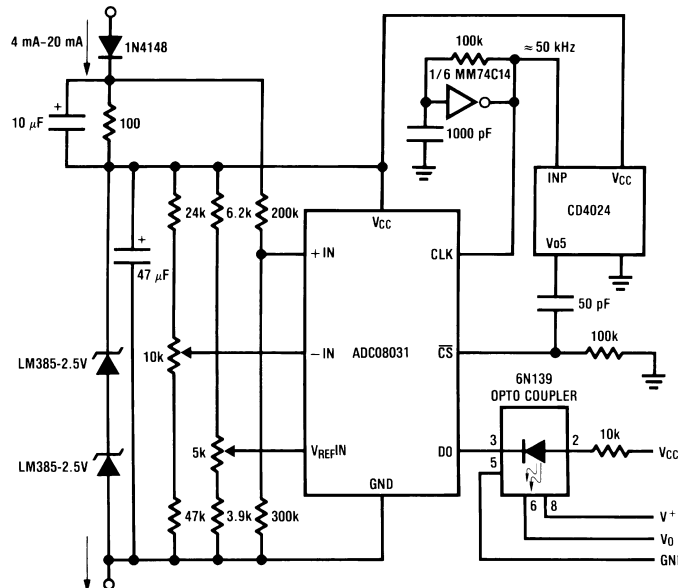 4 mA–20 mA
1N4148
10 µF
+
100
100k
≈ 50 kHz
1/6 MM74C14
1000 pF
INP
VCC
CD4024
VO5
24k
6.2k
200k
VCC
+ IN
CLK
+
47 µF
50 pF
LM385-2.5V
10k
– IN
ADC08031
CS
100k
6N139
OPTO COUPLER
LM385-2.5V
5k
VREFIN
DO
3
2
10k
VCC
5
GND
47k
3.9k
300k
6
8
V+
VO